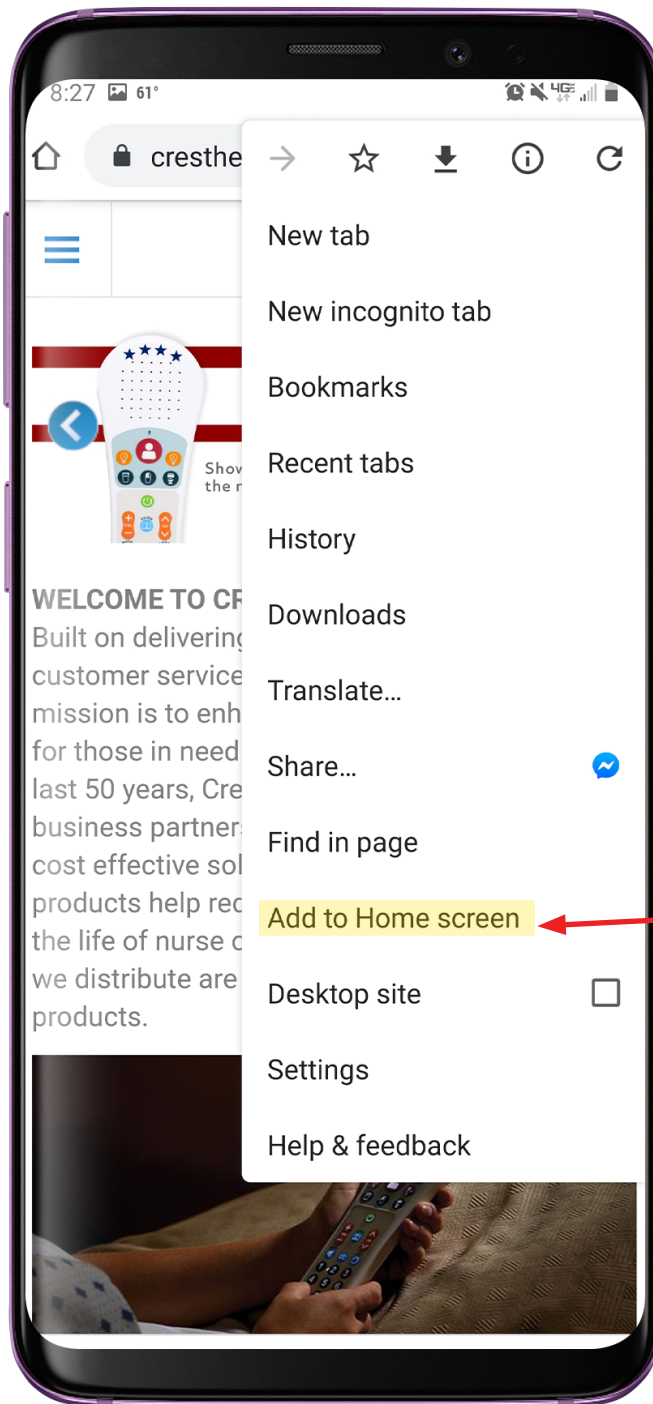 8:27 61° 4GE
cresthe
New tab
New incognito tab
Bookmarks
Recent tabs
History
Downloads
Translate...
Share...
Find in page
Add to Home screen
Desktop site
Settings
Help & feedback
Show
the r
WELCOME TO CR
Built on delivering
customer service
mission is to enh
for those in need
last 50 years, Cre
business partner
cost effective sol
products help red
the life of nurse c
we distribute are
products.